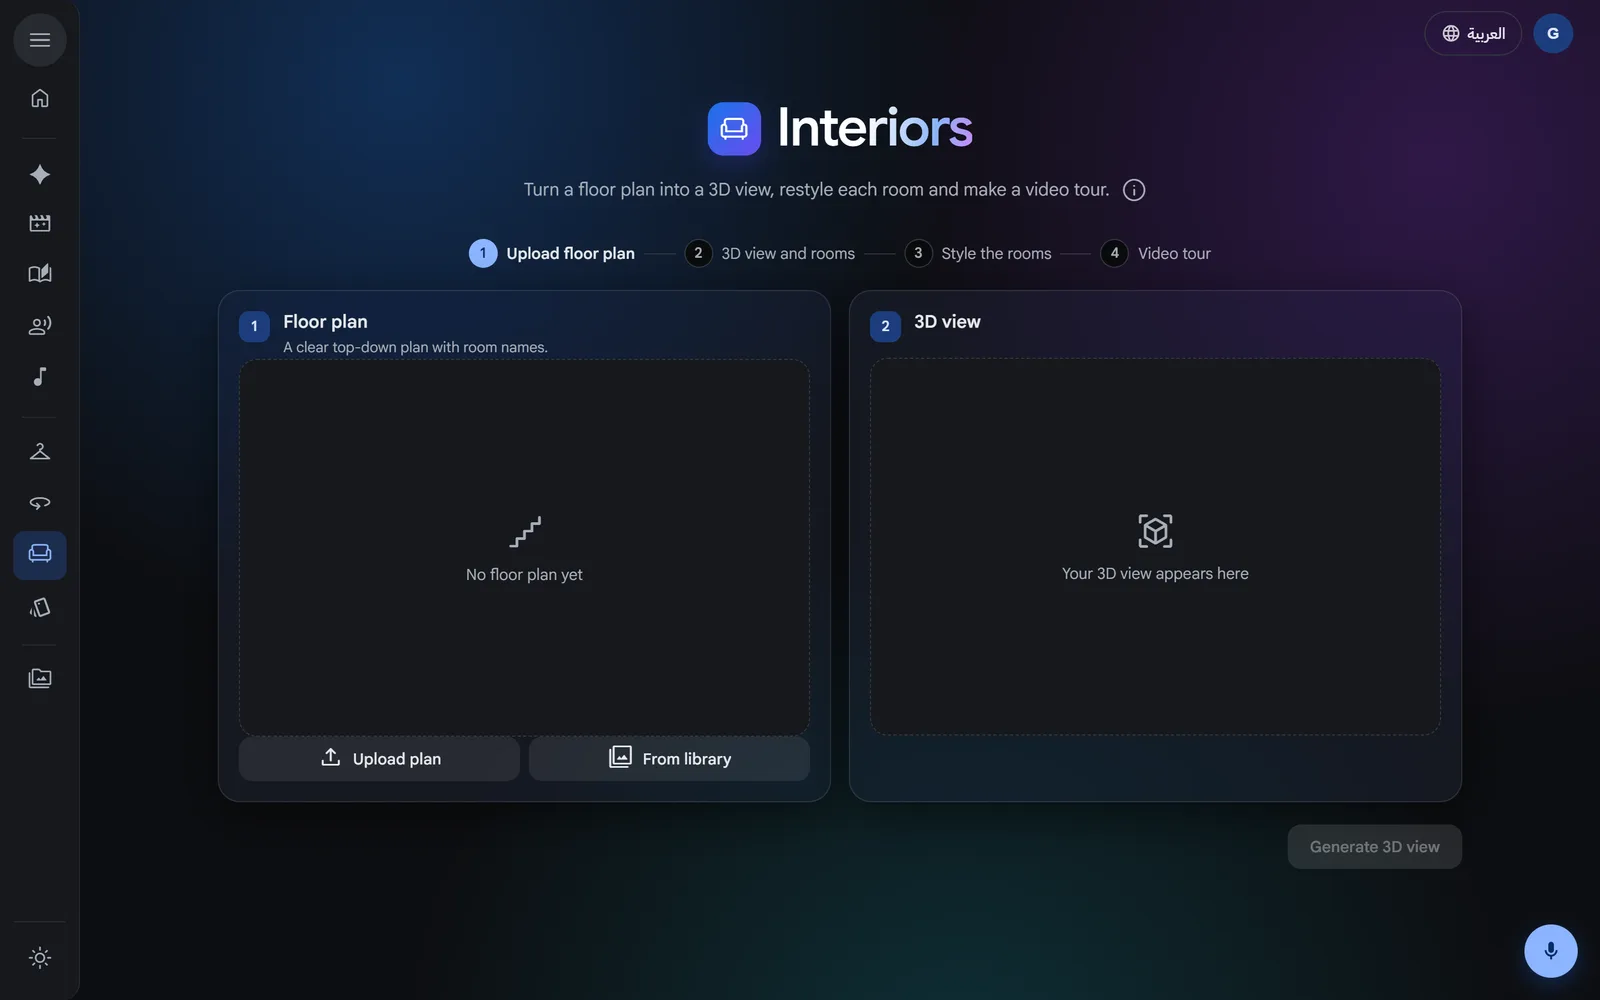 العربية
G
Interiors
Turn a floor plan into a 3D view, restyle each room and make a video tour.
1 Upload floor plan
2 3D view and rooms
3 Style the rooms
4 Video tour
1 Floor plan
A clear top-down plan with room names.
No floor plan yet
Upload plan
From library
2 3D view
Your 3D view appears here
Generate 3D view